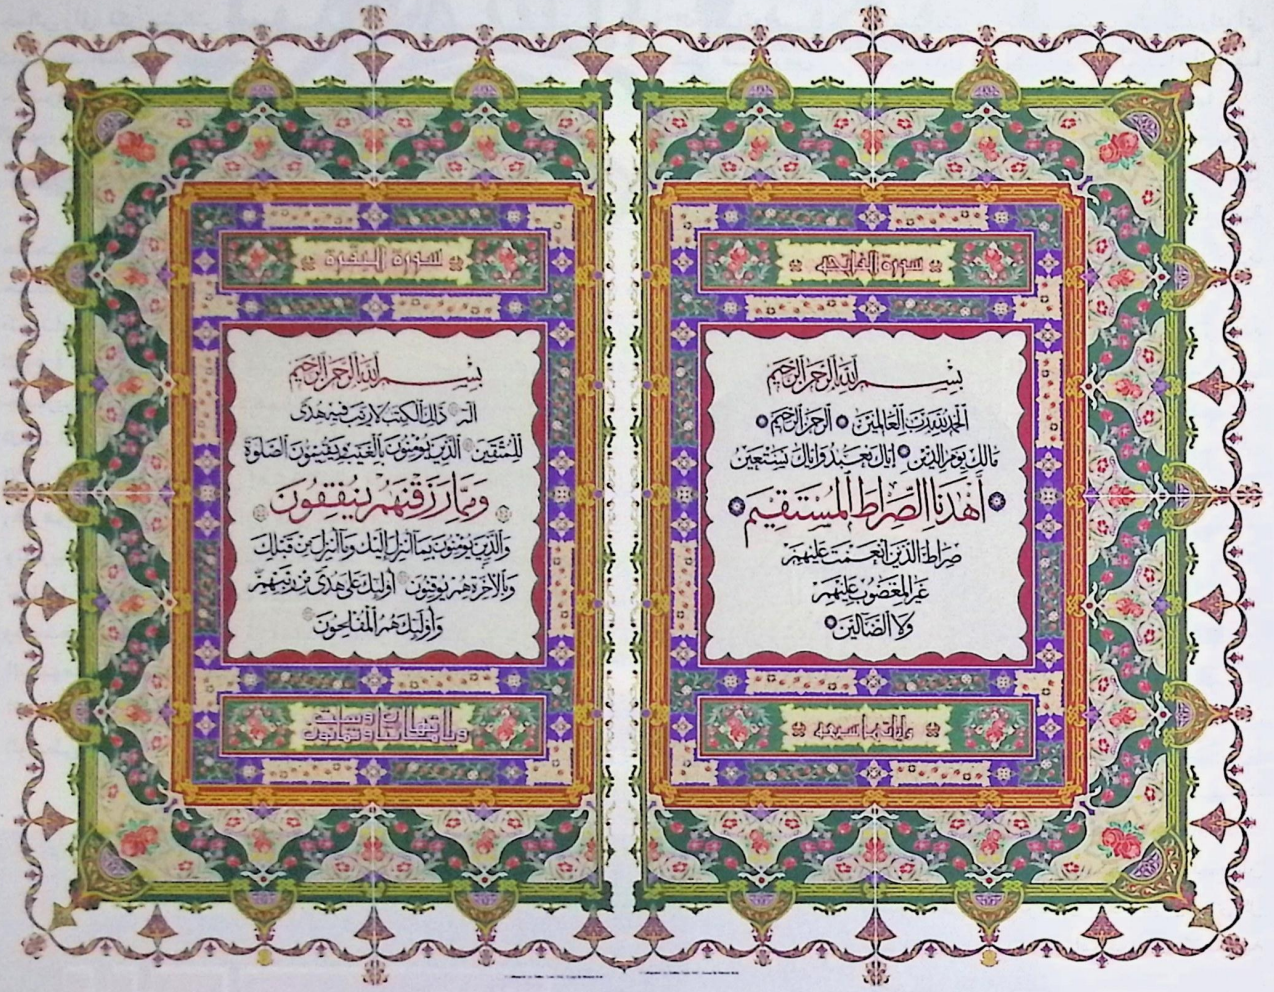 سورة الفاتحة
بسم الله الرحمن الرحيم
الحمد لله رب العالمين الرحمن الرحيم
مالك يوم الدين إياك نعبد وإياك نستعين
اهدنا الصراط المستقيم
صراط الذين أنعمت عليهم
غير المغضوب عليهم
ولا الضالين
واياتها سبعه
سورة البقرة
بسم الله الرحمن الرحيم
الم ذلك الكتب لا ريب فيه هدى
للمتقين الذين يؤمنون بالغيب ويقيمون الصلوة
ومما رزقنهم ينفقون
والذين يؤمنون بما أنزل إليك وما أنزل من قبلك
وبالآخرة هم يوقنون أولئك على هدى من ربهم
وأولئك هم المفلحون